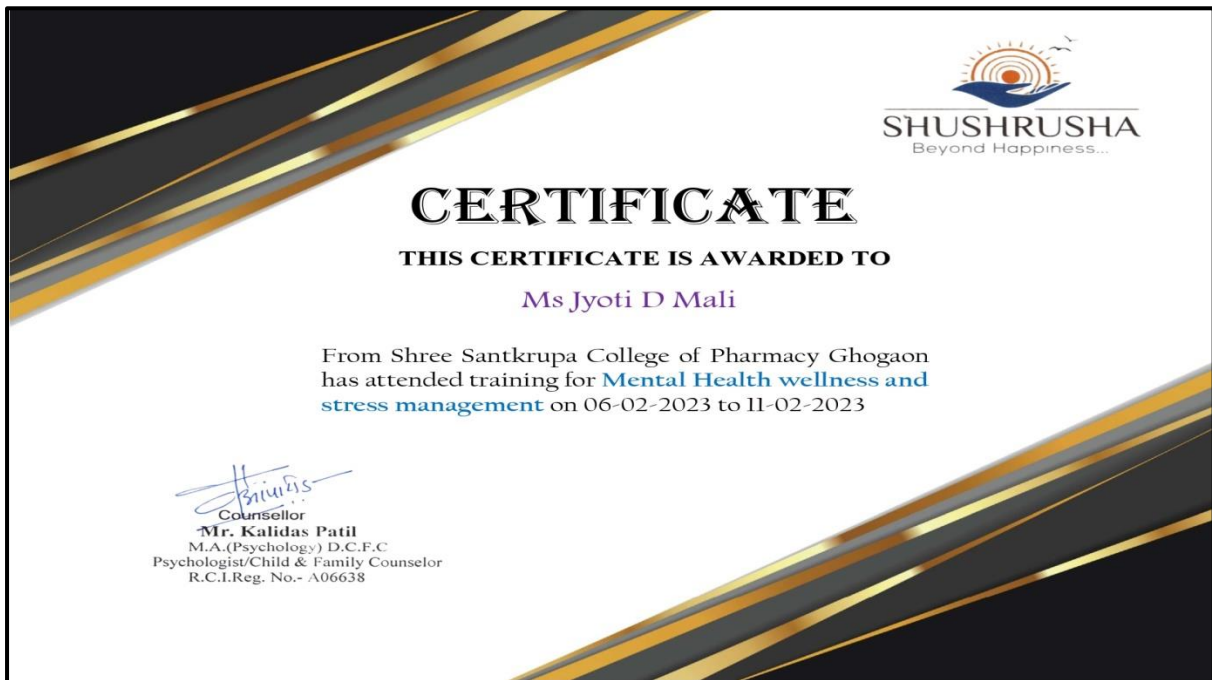 SHUSHRUSHA
Beyond Happiness...
CERTIFICATE
THIS CERTIFICATE IS AWARDED TO
Ms Jyoti D Mali
From Shree Santkrupa College of Pharmacy Ghogaon
has attended training for Mental Health wellness and
stress management on 06-02-2023 to 11-02-2023
Counsellor
Mr. Kalidas Patil
M.A.(Psychology) D.C.F.C
Psychologist/Child & Family Counselor
R.C.I.Reg. No.- A06638